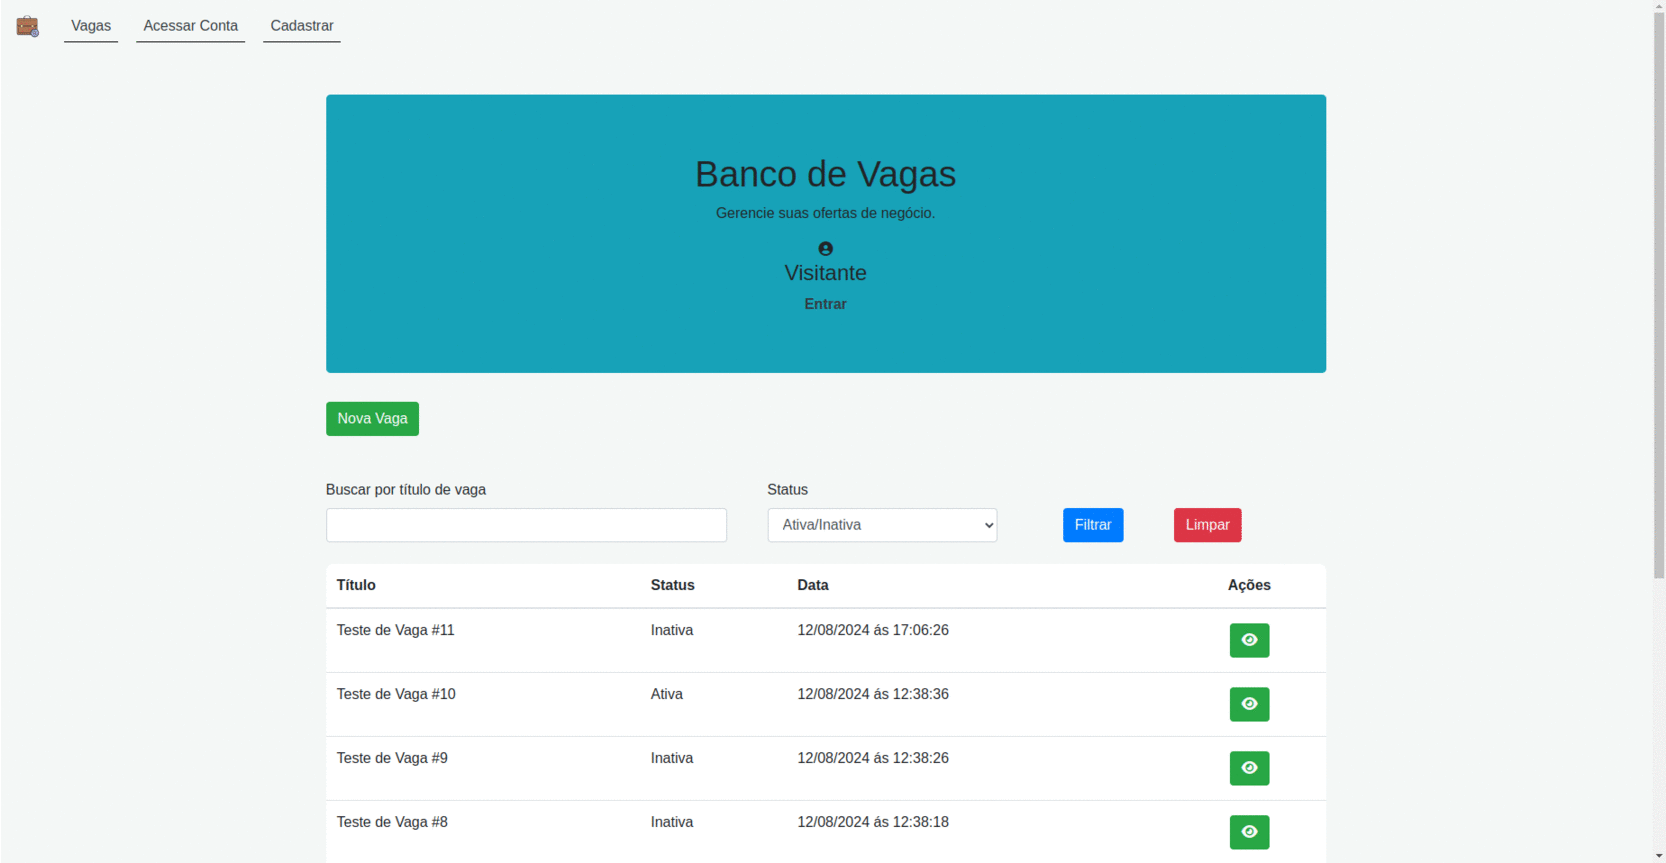 Vagas Acessar Conta Cadastrar
Banco de Vagas
Gerencie suas ofertas de negócio.
Visitante
Entrar
Nova Vaga
Buscar por título de vaga Status
Ativa/Inativa Filtrar Limpar
Título Status Data Ações
Teste de Vaga #11 Inativa 12/08/2024 ás 17:06:26
Teste de Vaga #10 Ativa 12/08/2024 ás 12:38:36
Teste de Vaga #9 Inativa 12/08/2024 ás 12:38:26
Teste de Vaga #8 Inativa 12/08/2024 ás 12:38:18